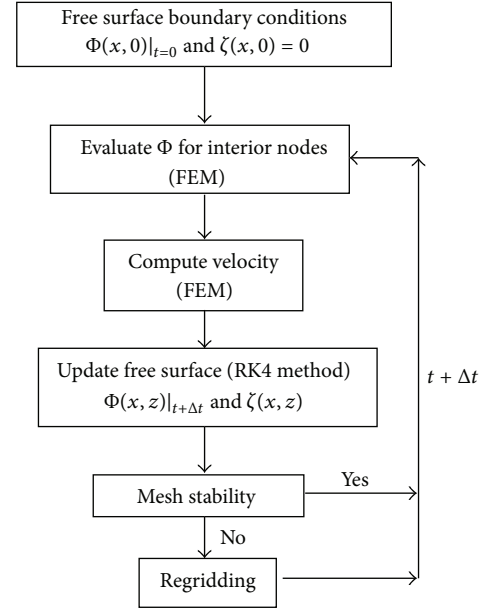 Free surface boundary conditions
Φ(x, 0)|ₜ₌₀ and ζ(x, 0) = 0
Evaluate Φ for interior nodes
(FEM)
Compute velocity
(FEM)
Update free surface (RK4 method)
Φ(x, z)|ₜ₊Δₜ and ζ(x, z)
t + Δt
Mesh stability
Yes
No
Regridding